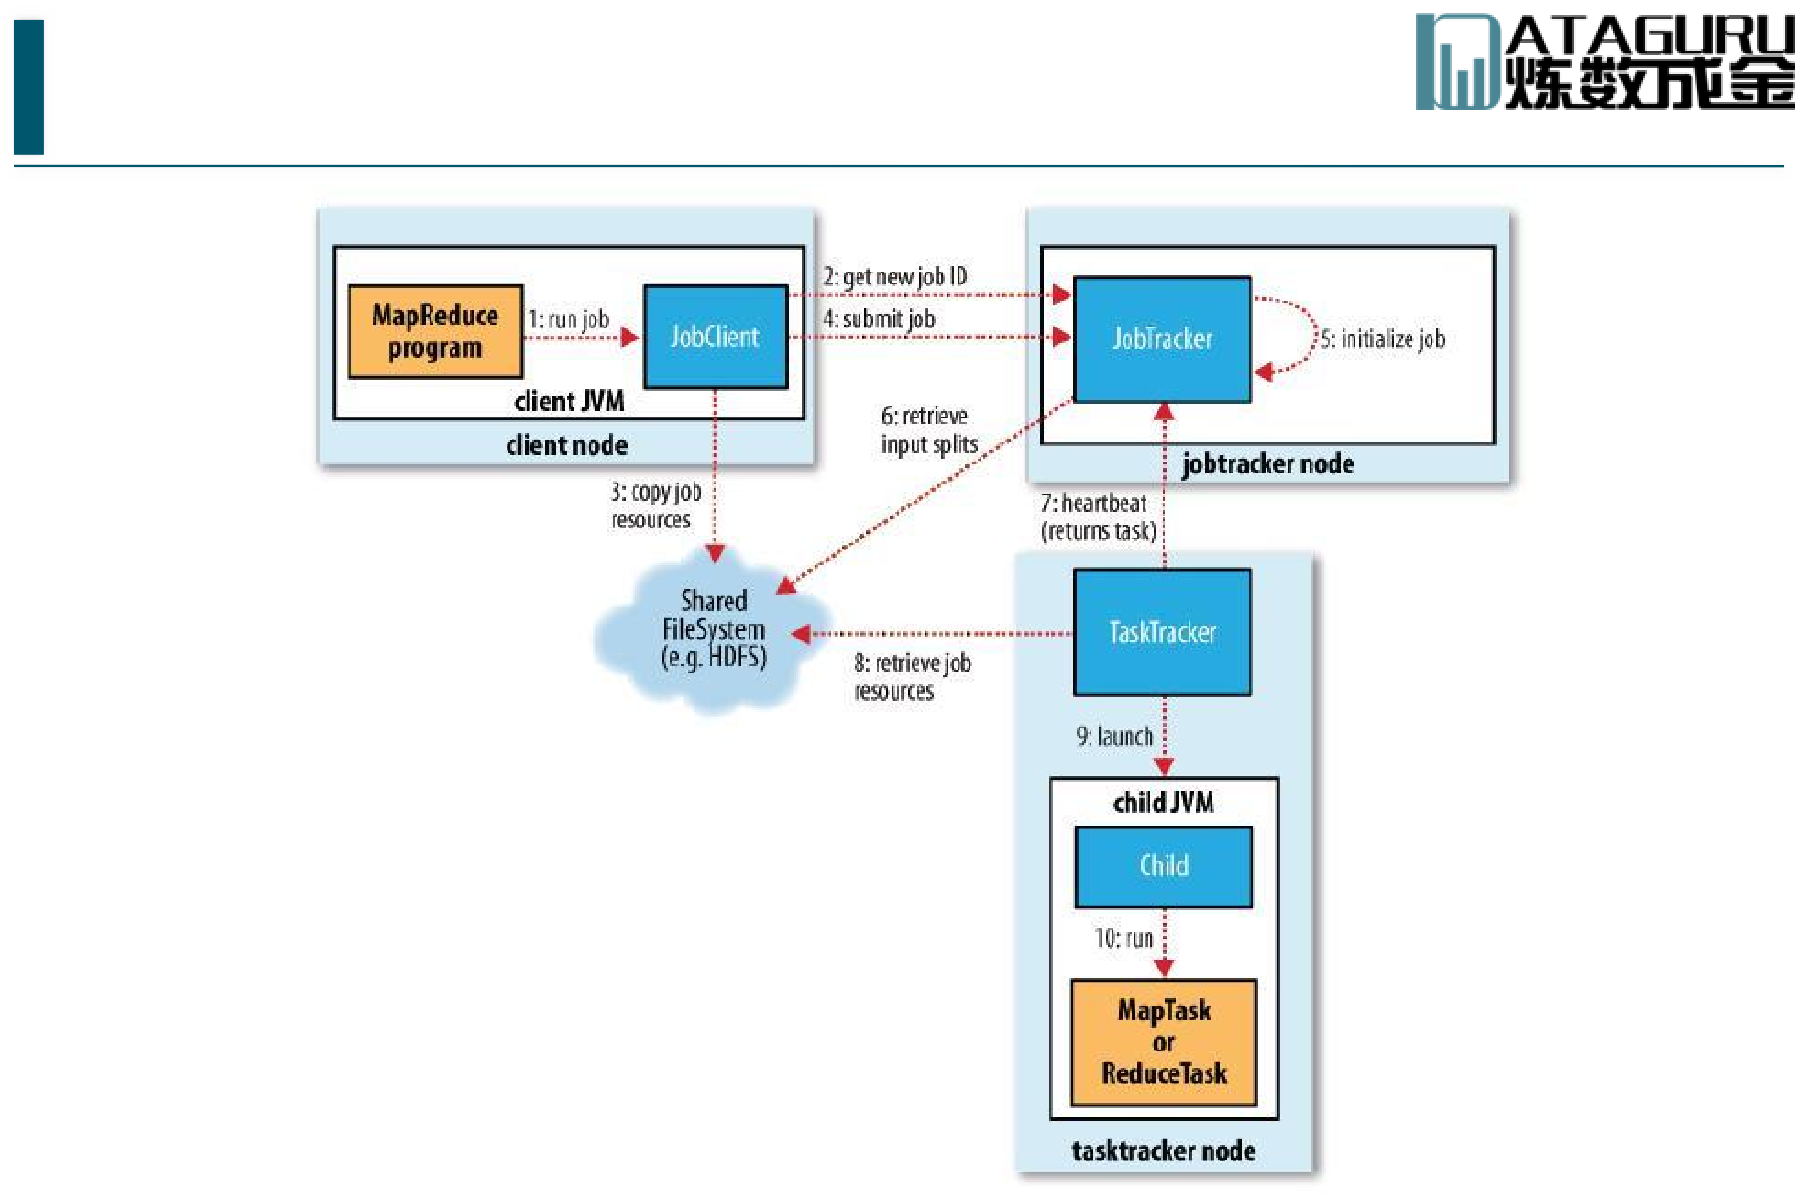 ATAGURU
炼数成金
2: get new job ID
MapReduce
program
1: run job
JobClient
4: submit job
JobTracker
5: initialize job
client JVM
client node
6: retrieve
input splits
jobtracker node
3: copy job
resources
7: heartbeat
(returns task)
Shared
FileSystem
(e.g. HDFS)
TaskTracker
8: retrieve job
resources
9: launch
child JVM
Child
10: run
MapTask
or
ReduceTask
tasktracker node